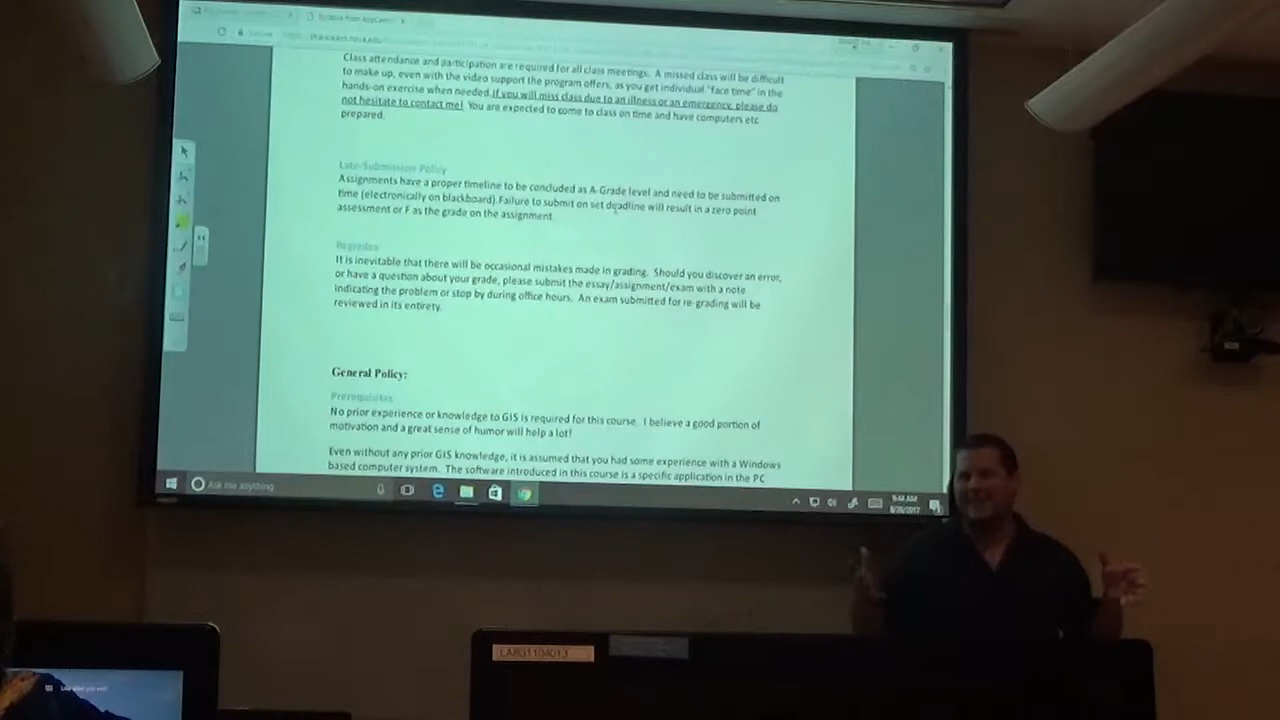 Class attendance and participation are required for all class meetings. A missed class will be difficult
to make up, even with the video support the program offers, as you get individual "face time" in the
hands-on exercise when needed. If you will miss class due to an illness or an emergency, please do
not hesitate to contact me! You are expected to come to class on time and have computers etc
prepared.
Late-Submission Policy
Assignments have a proper timeline to be concluded as A-Grade level and need to be submitted on
time (electronically on blackboard). Failure to submit on set deadline will result in a zero point
assessment or F as the grade on the assignment.
Regrades
It is inevitable that there will be occasional mistakes made in grading. Should you discover an error,
or have a question about your grade, please submit the essay/assignment/exam with a note
indicating the problem or stop by during office hours. An exam submitted for re-grading will be
reviewed in its entirety.
General Policy:
Prerequisites
No prior experience or knowledge to GIS is required for this course. I believe a good portion of
motivation and a great sense of humor will help a lot!
Even without any prior GIS knowledge, it is assumed that you had some experience with a Windows
based computer system. The software introduced in this course is a specific application in the PC
Ask me anything
9:44 AM
8/28/2017
LABG1104013
Like what you see?